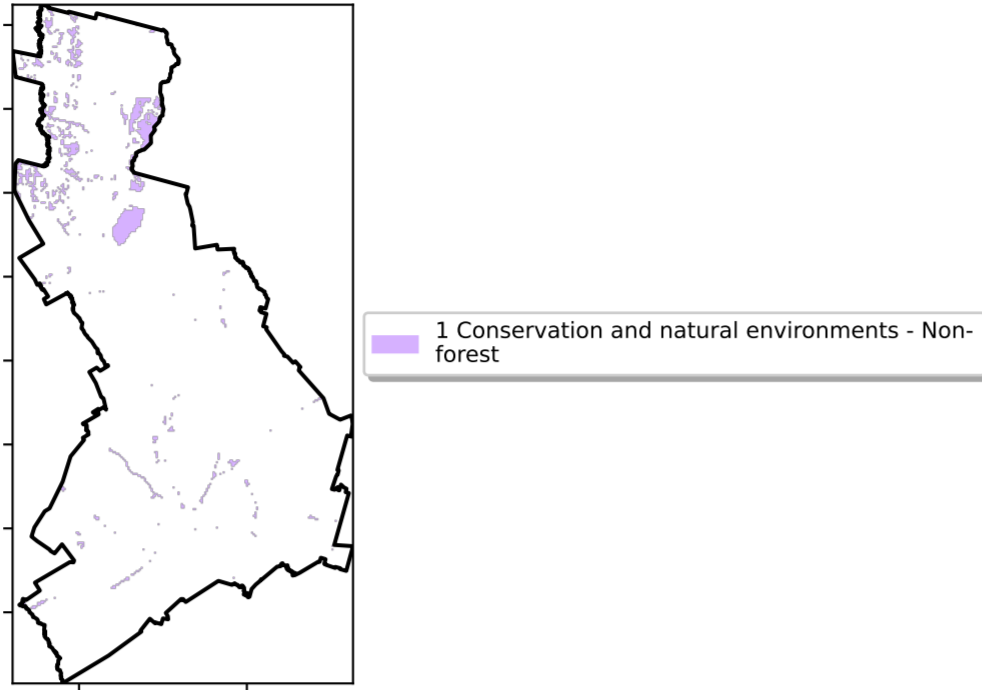 1 Conservation and natural environments - Non-
forest